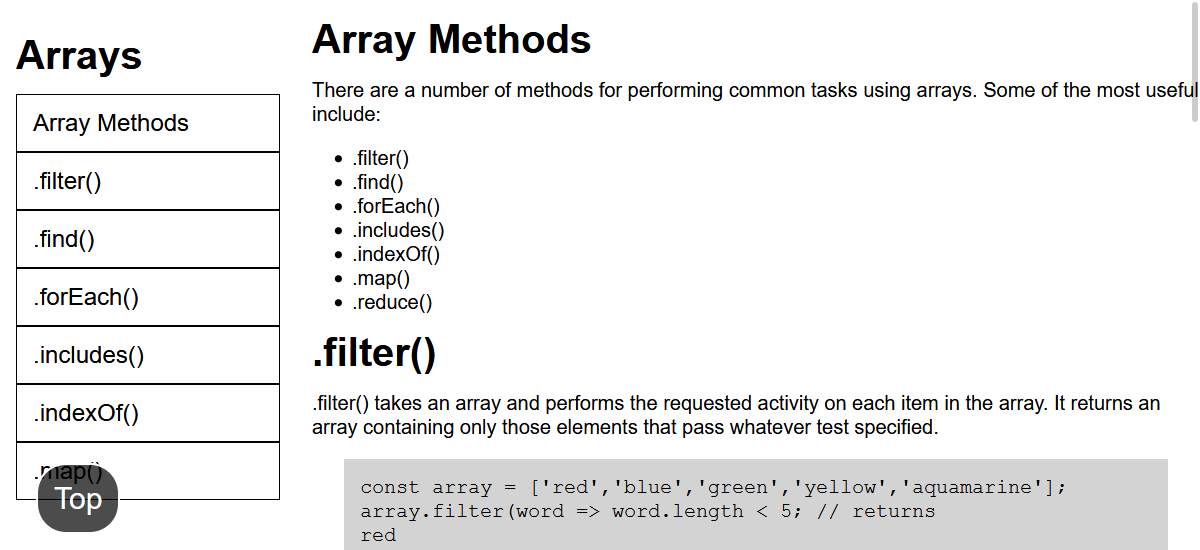 Arrays
Array Methods
.filter()
.find()
.forEach()
.includes()
.indexOf()
.map()
Top
Array Methods
There are a number of methods for performing common tasks using arrays. Some of the most useful
include:
• .filter()
• .find()
• .forEach()
• .includes()
• .indexOf()
• .map()
• .reduce()
.filter()
.filter() takes an array and performs the requested activity on each item in the array. It returns an
array containing only those elements that pass whatever test specified.
const array = ['red','blue','green','yellow','aquamarine'];
array.filter(word => word.length < 5; // returns
red